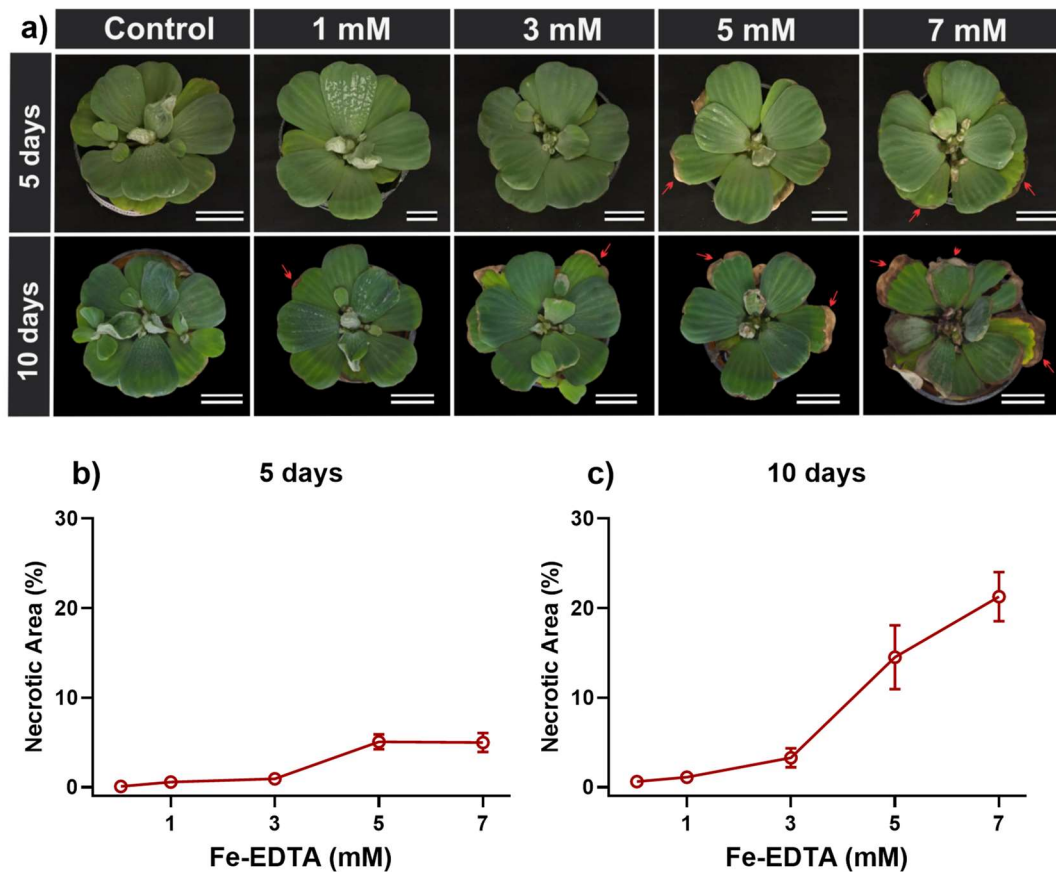 a)
Control
1 mM
3 mM
5 mM
7 mM
5 days
10 days
b)
5 days
Necrotic Area (%)
30
20
10
0
1
3
5
7
Fe-EDTA (mM)
c)
10 days
Necrotic Area (%)
30
20
10
0
1
3
5
7
Fe-EDTA (mM)